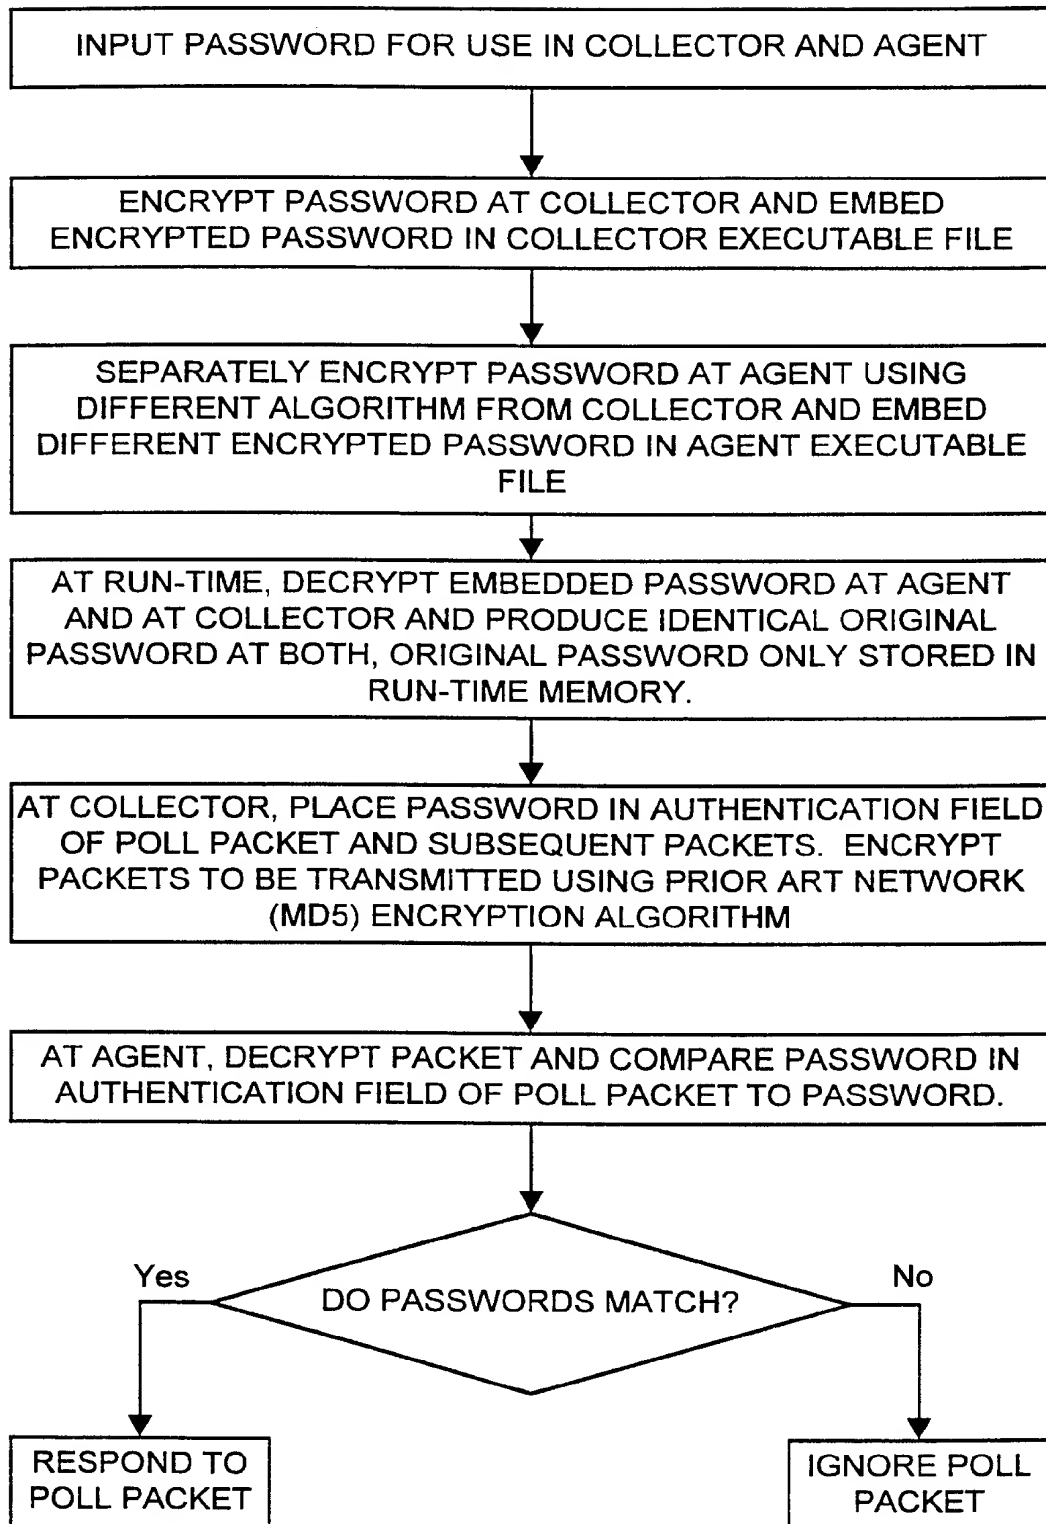 INPUT PASSWORD FOR USE IN COLLECTOR AND AGENT
ENCRYPT PASSWORD AT COLLECTOR AND EMBED
ENCRYPTED PASSWORD IN COLLECTOR EXECUTABLE FILE
SEPARATELY ENCRYPT PASSWORD AT AGENT USING
DIFFERENT ALGORITHM FROM COLLECTOR AND EMBED
DIFFERENT ENCRYPTED PASSWORD IN AGENT EXECUTABLE
FILE
AT RUN-TIME, DECRYPT EMBEDDED PASSWORD AT AGENT
AND AT COLLECTOR AND PRODUCE IDENTICAL ORIGINAL
PASSWORD AT BOTH, ORIGINAL PASSWORD ONLY STORED IN
RUN-TIME MEMORY.
AT COLLECTOR, PLACE PASSWORD IN AUTHENTICATION FIELD
OF POLL PACKET AND SUBSEQUENT PACKETS. ENCRYPT
PACKETS TO BE TRANSMITTED USING PRIOR ART NETWORK
(MD5) ENCRYPTION ALGORITHM
AT AGENT, DECRYPT PACKET AND COMPARE PASSWORD IN
AUTHENTICATION FIELD OF POLL PACKET TO PASSWORD.
Yes
No
DO PASSWORDS MATCH?
RESPOND TO
POLL PACKET
IGNORE POLL
PACKET